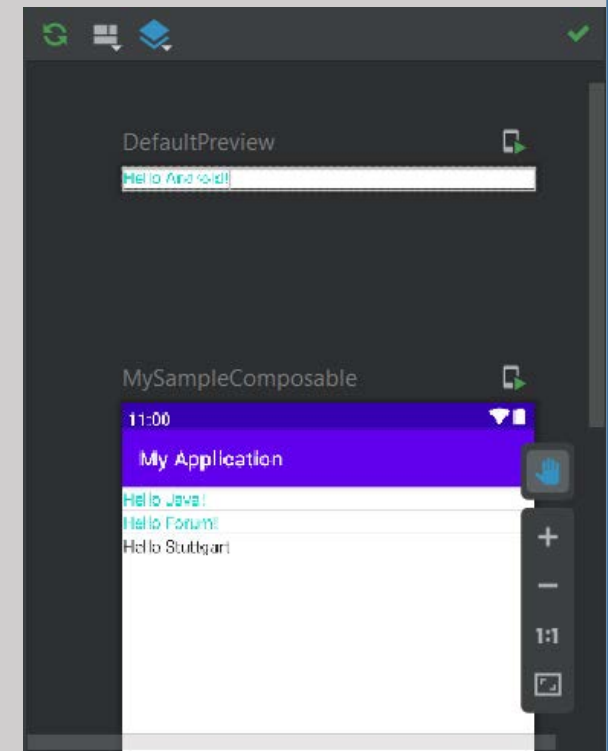 DefaultPreview
Hello Android!
MySampleComposable
11:00
My Application
Hello Java!
Hello Forum!
Hello Stuttgart
1:1